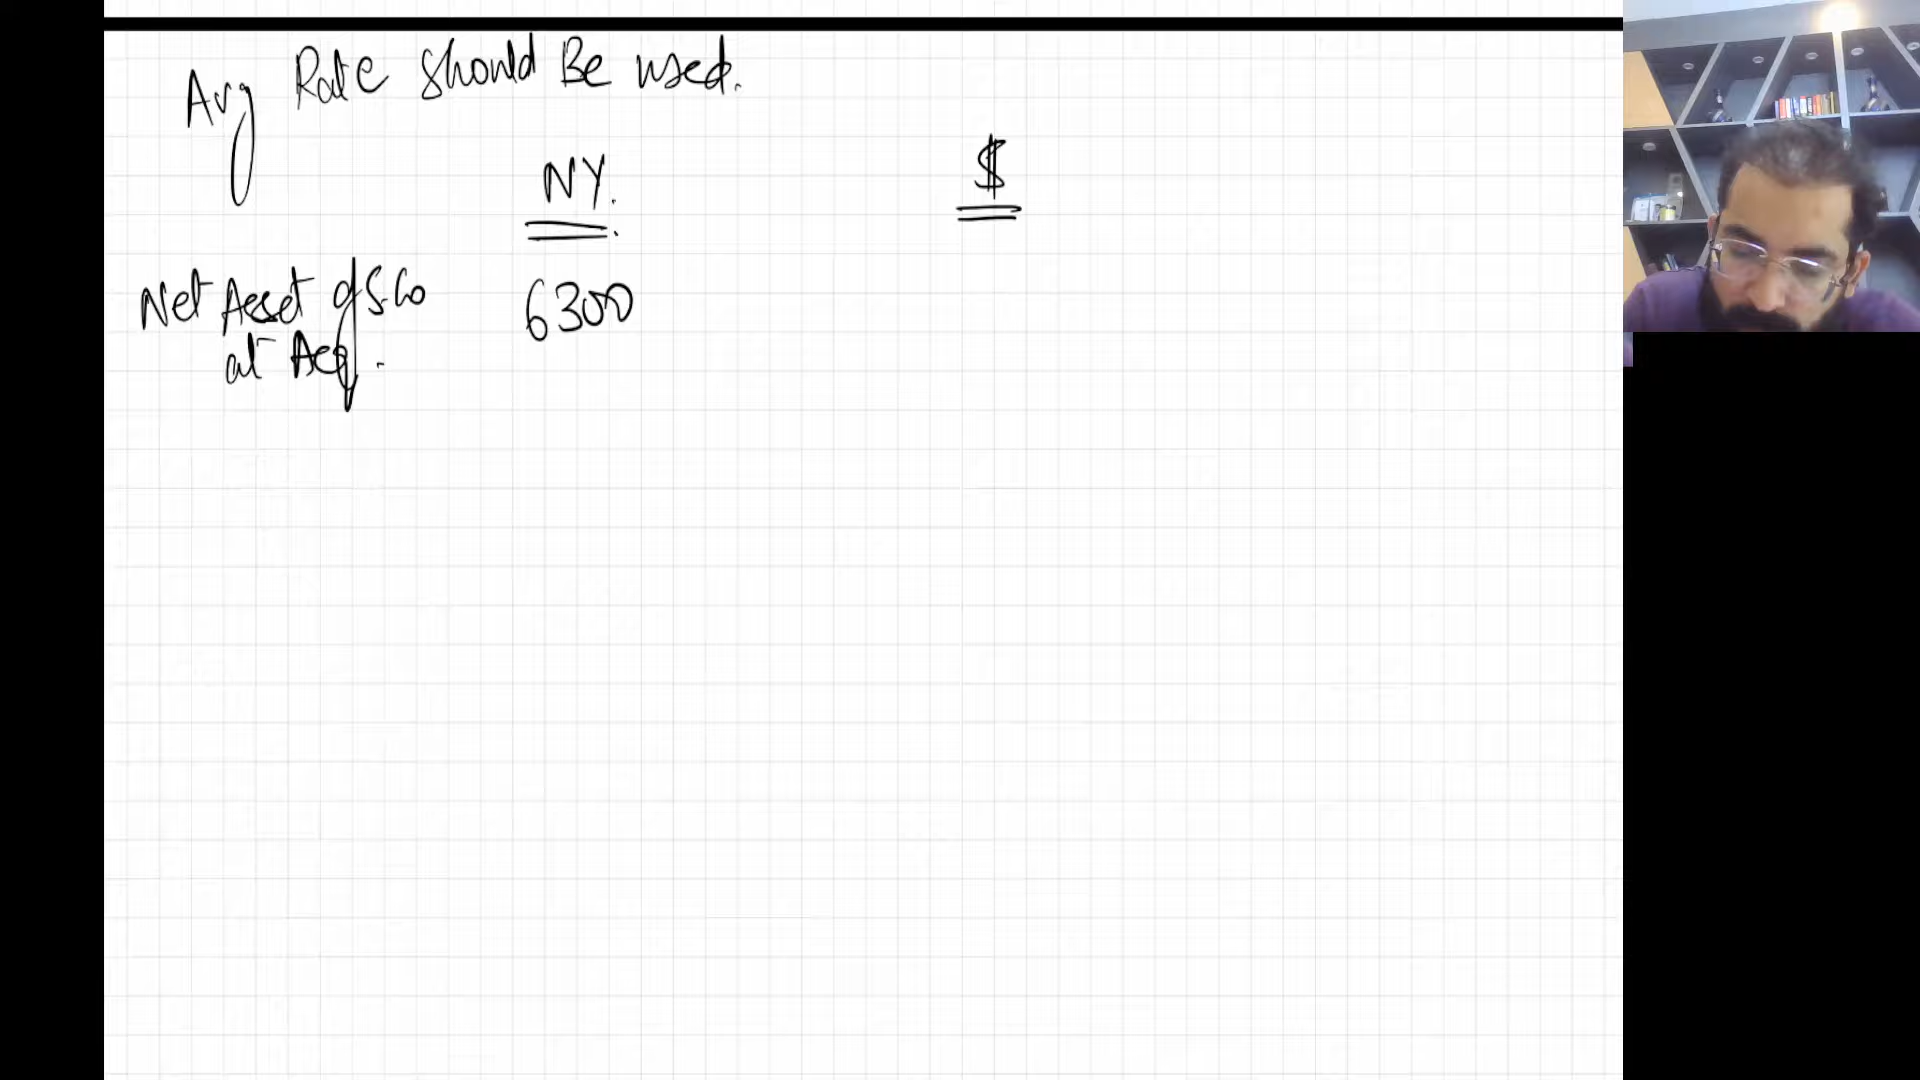 Avg Rate should Be used.
NY. $
Net Asset of S.Co 6300
at Acq.